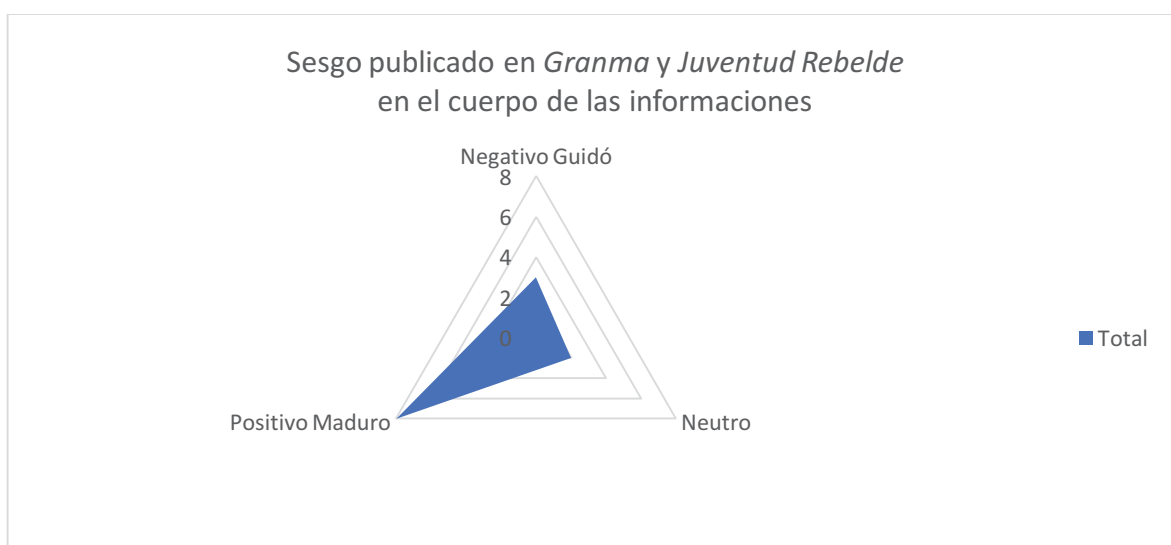 Sesgo publicado en Granma y Juventud Rebelde
en el cuerpo de las informaciones
Negativo Guidó
8
6
4
2
0
Total
Positivo Maduro
Neutro